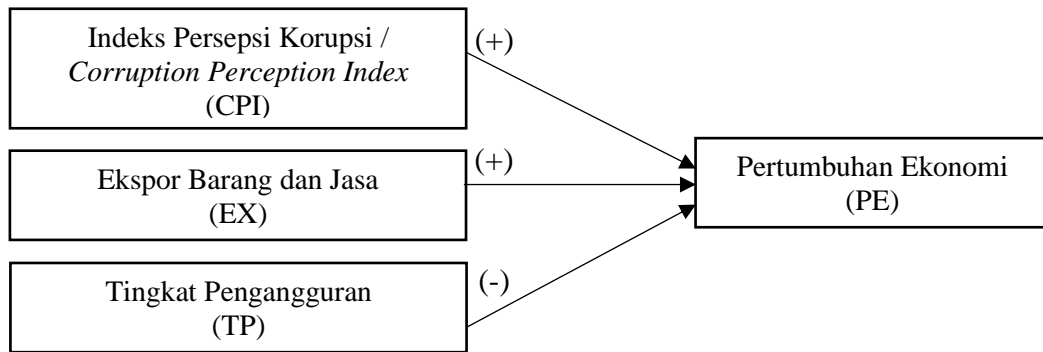 Indeks Persepsi Korupsi /
Corruption Perception Index
(CPI)
(+)
Ekspor Barang dan Jasa
(EX)
(+)
Tingkat Pengangguran
(TP)
(-)
Pertumbuhan Ekonomi
(PE)